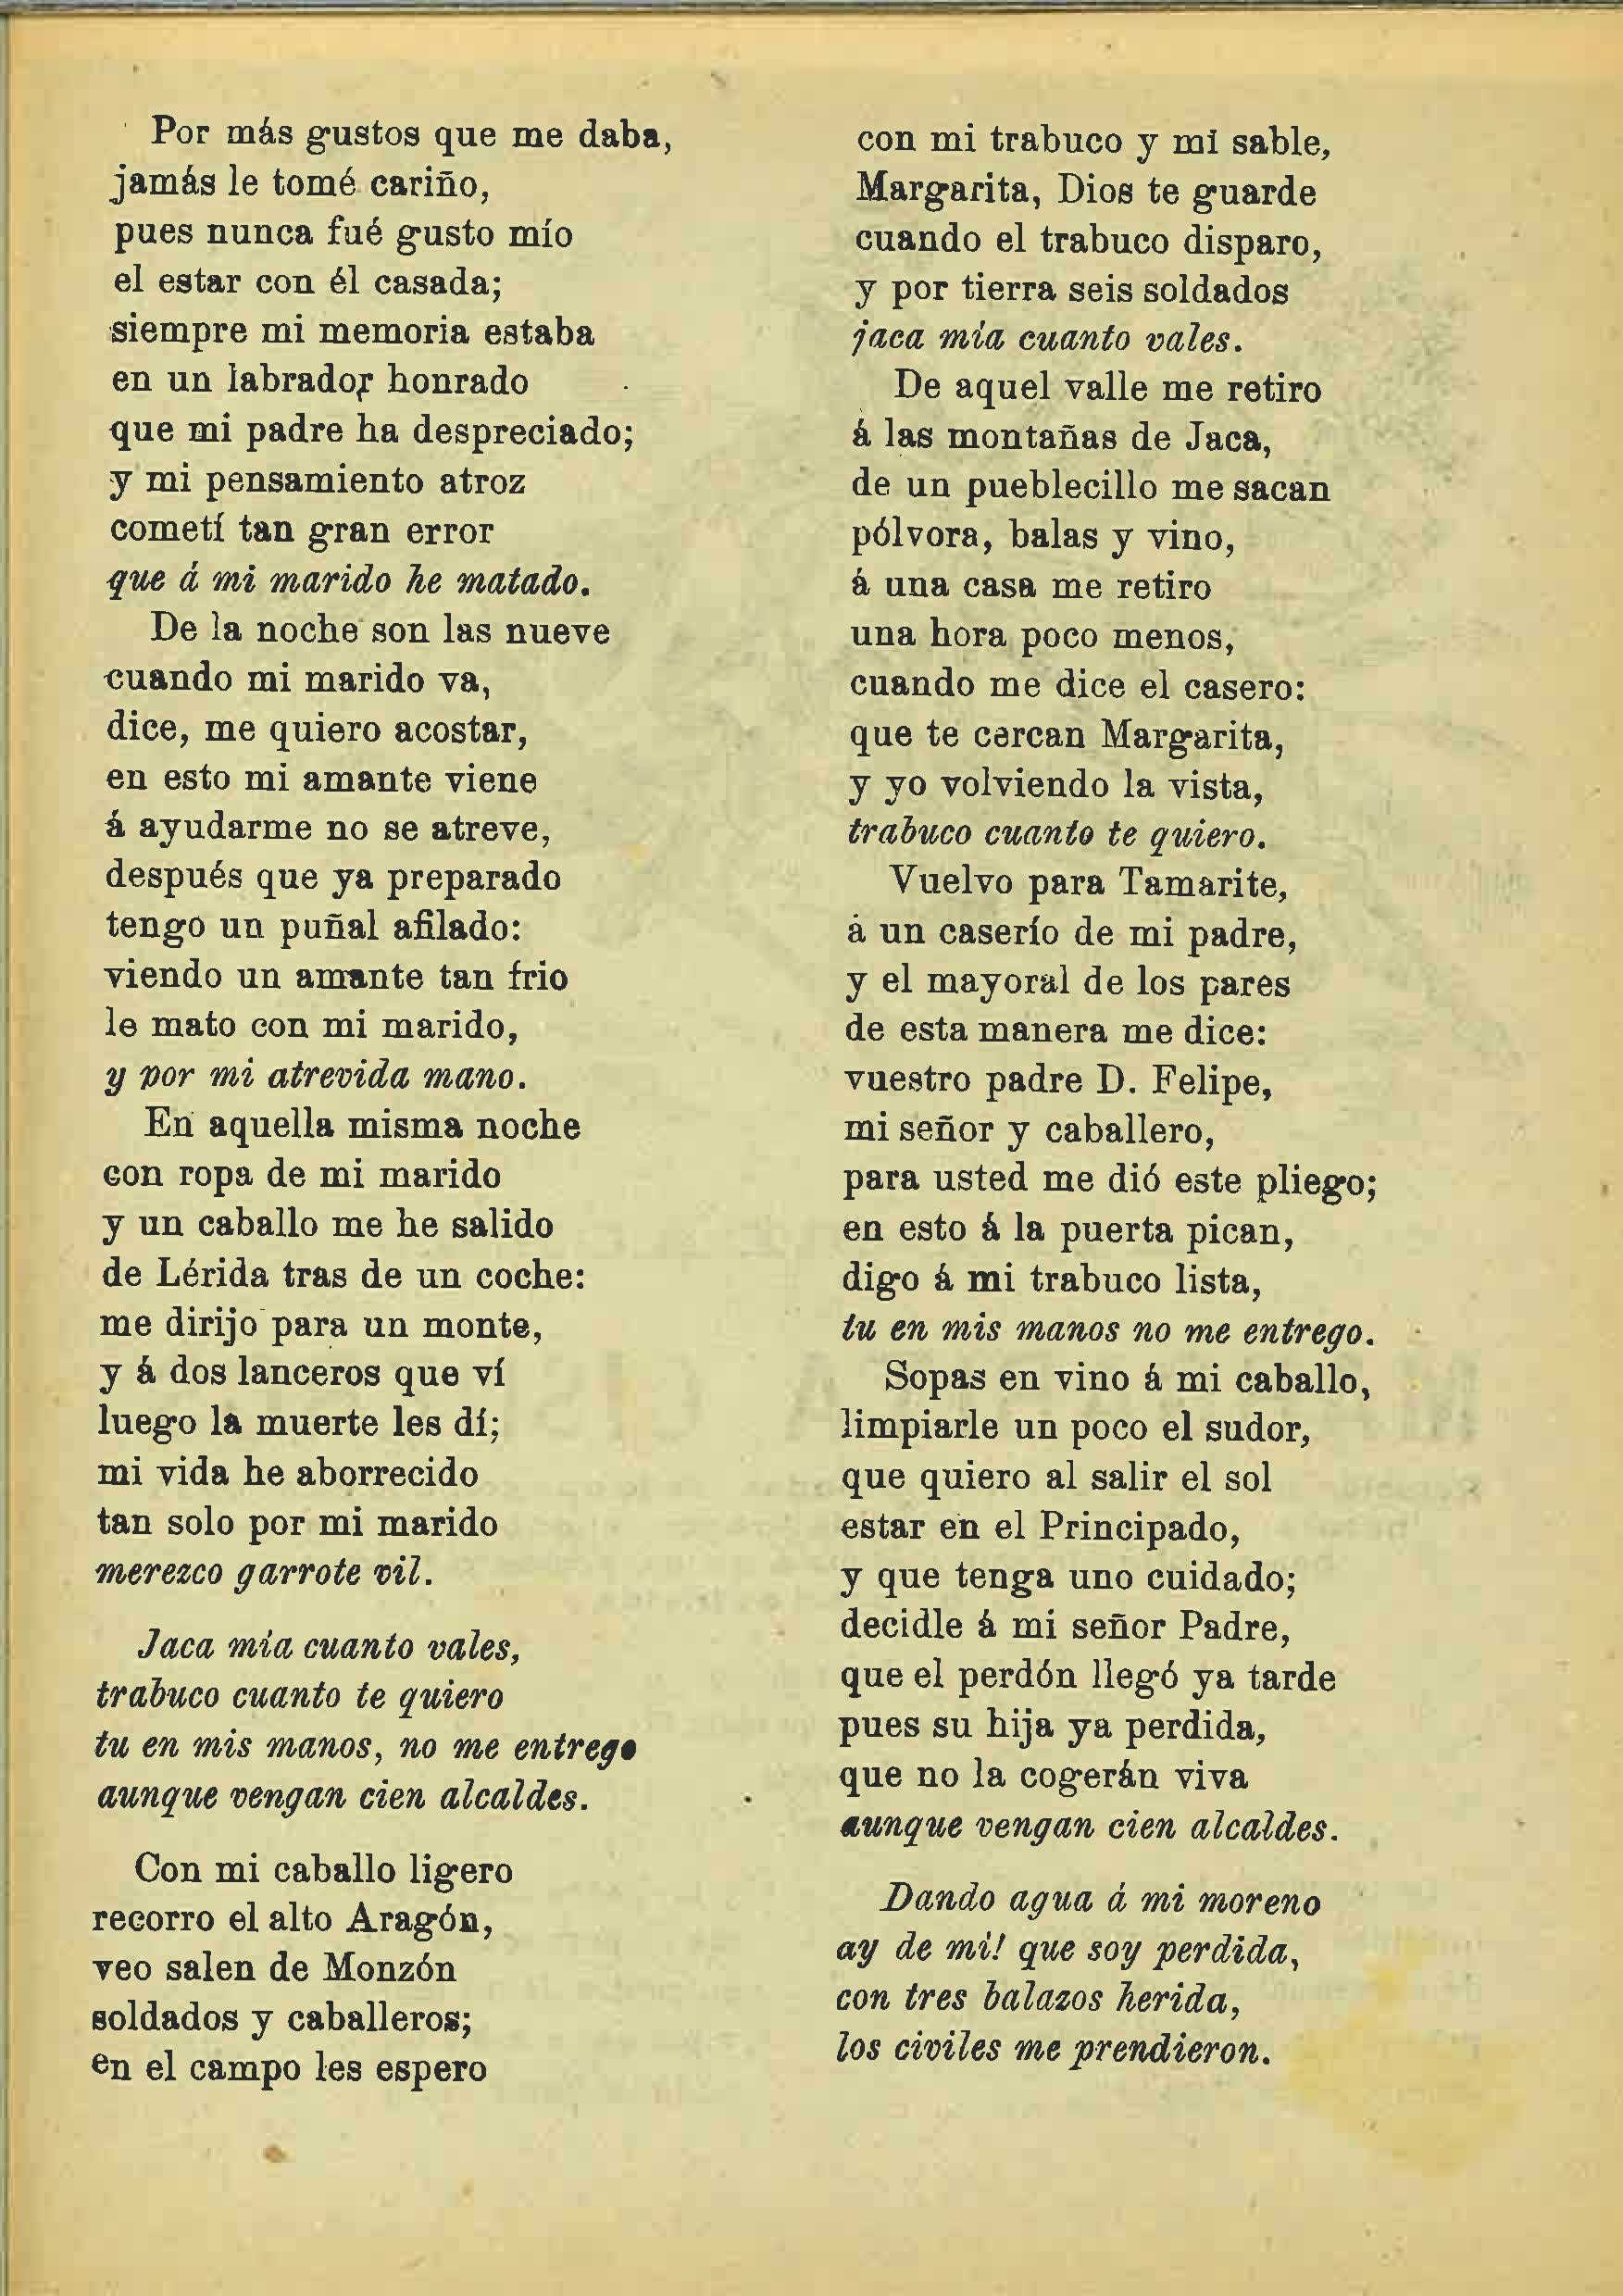 Por más gustos que me daba,
jamás le tomé cariño,
pues nunca fué gusto mío
el estar con él casada;
siempre mi memoria estaba
en un labrador honrado
que mi padre ha despreciado;
y mi pensamiento atroz
cometí tan gran error
que á mi marido he matado.
De la noche son las nueve
cuando mi marido va,
dice, me quiero acostar,
en esto mi amante viene
á ayudarme no se atreve,
después que ya preparado
tengo un puñal afilado:
viendo un amante tan frio
le mato con mi marido,
y por mi atrevida mano.
En aquella misma noche
con ropa de mi marido
y un caballo me he salido
de Lérida tras de un coche:
me dirijo para un monte,
y á dos lanceros que ví
luego la muerte les dí;
mi vida he aborrecido
tan solo por mi marido
merezco garrote vil.
Jaca mia cuanto vales,
trabuco cuanto te quiero
tu en mis manos, no me entrego
aunque vengan cien alcaldes.
Con mi caballo ligero
recorro el alto Aragón,
veo salen de Monzón
soldados y caballeros;
en el campo les espero
con mi trabuco y mi sable,
Margarita, Dios te guarde
cuando el trabuco disparo,
y por tierra seis soldados
jaca mia cuanto vales.
De aquel valle me retiro
á las montañas de Jaca,
de un pueblecillo me sacan
pólvora, balas y vino,
á una casa me retiro
una hora poco menos,
cuando me dice el casero:
que te cercan Margarita,
y yo volviendo la vista,
trabuco cuanto te quiero.
Vuelvo para Tamarite,
á un caserío de mi padre,
y el mayoral de los pares
de esta manera me dice:
vuestro padre D. Felipe,
mi señor y caballero,
para usted me dió este pliego;
en esto á la puerta pican,
digo á mi trabuco lista,
tu en mis manos no me entrego.
Sopas en vino á mi caballo,
limpiarle un poco el sudor,
que quiero al salir el sol
estar en el Principado,
y que tenga uno cuidado;
decidle á mi señor Padre,
que el perdón llegó ya tarde
pues su hija ya perdida,
que no la cogerán viva
aunque vengan cien alcaldes.
Dando agua á mi moreno
ay de mi! que soy perdida,
con tres balazos herida,
los civiles me prendieron.